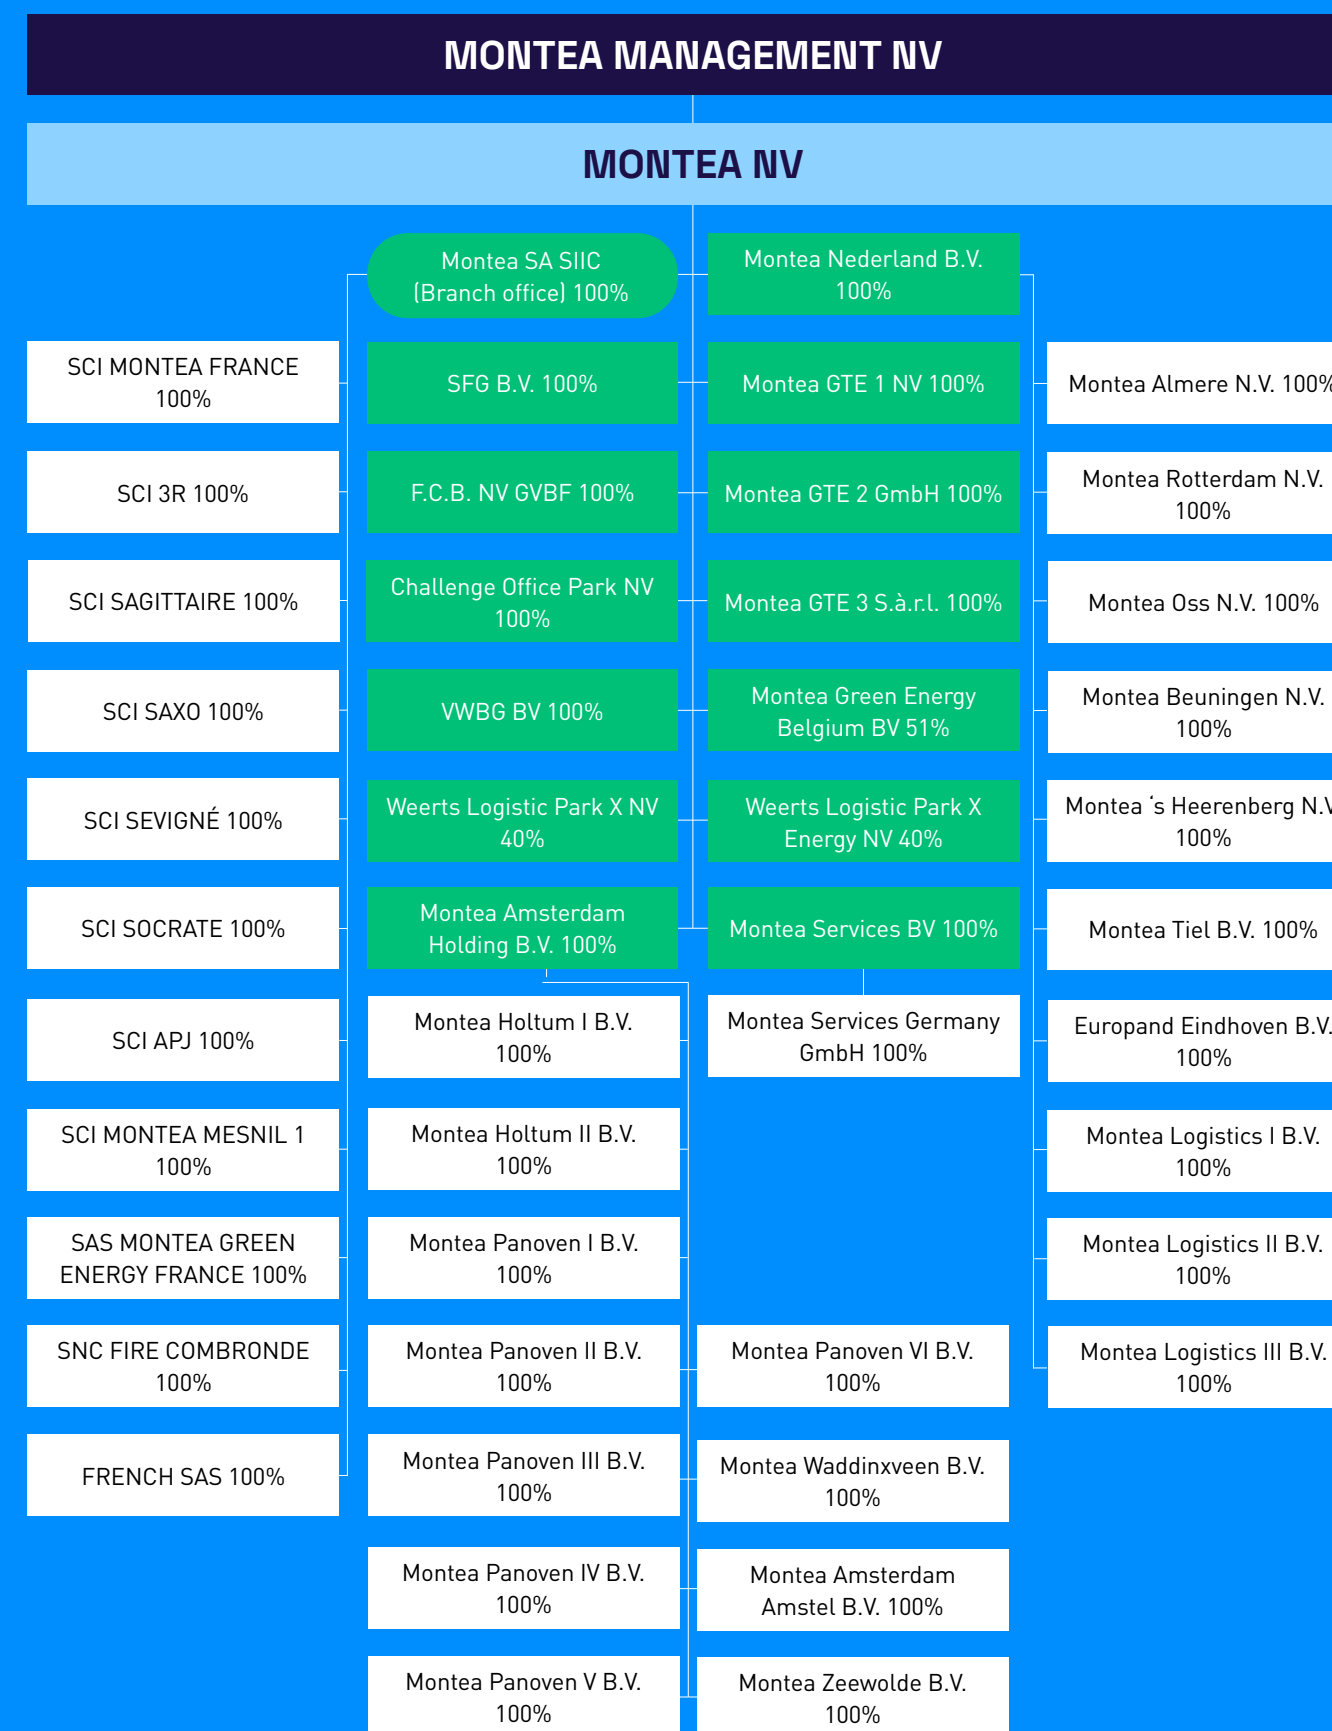 MONTEA MANAGEMENT NV
MONTEA NV
Montea SA SIIC
(Branch office) 100%
Montea Nederland B.V.
100%
SCI MONTEA FRANCE
100%
SFG B.V. 100%
Montea GTE 1 NV 100%
Montea Almere N.V. 100%
SCI 3R 100%
F.C.B. NV GVBF 100%
Montea GTE 2 GmbH 100%
Montea Rotterdam N.V.
100%
SCI SAGITTAIRE 100%
Challenge Office Park NV
100%
Montea GTE 3 S.à.r.l. 100%
Montea Oss N.V. 100%
SCI SAXO 100%
VWBG BV 100%
Montea Green Energy
Belgium BV 51%
Montea Beuningen N.V.
100%
SCI SEVIGNÉ 100%
Weerts Logistic Park X NV
40%
Weerts Logistic Park X
Energy NV 40%
Montea ‘s Heerenberg N.V
100%
SCI SOCRATE 100%
Montea Amsterdam
Holding B.V. 100%
Montea Services BV 100%
Montea Tiel B.V. 100%
SCI APJ 100%
Montea Holtum I B.V.
100%
Montea Services Germany
GmbH 100%
Europand Eindhoven B.V.
100%
SCI MONTEA MESNIL 1
100%
Montea Holtum II B.V.
100%
Montea Logistics I B.V.
100%
SAS MONTEA GREEN
ENERGY FRANCE 100%
Montea Panoven I B.V.
100%
Montea Logistics II B.V.
100%
SNC FIRE COMBRONDE
100%
Montea Panoven II B.V.
100%
Montea Panoven VI B.V.
100%
Montea Logistics III B.V.
100%
FRENCH SAS 100%
Montea Panoven III B.V.
100%
Montea Waddinxveen B.V.
100%
Montea Panoven IV B.V.
100%
Montea Amsterdam
Amstel B.V. 100%
Montea Panoven V B.V.
100%
Montea Zeewolde B.V.
100%